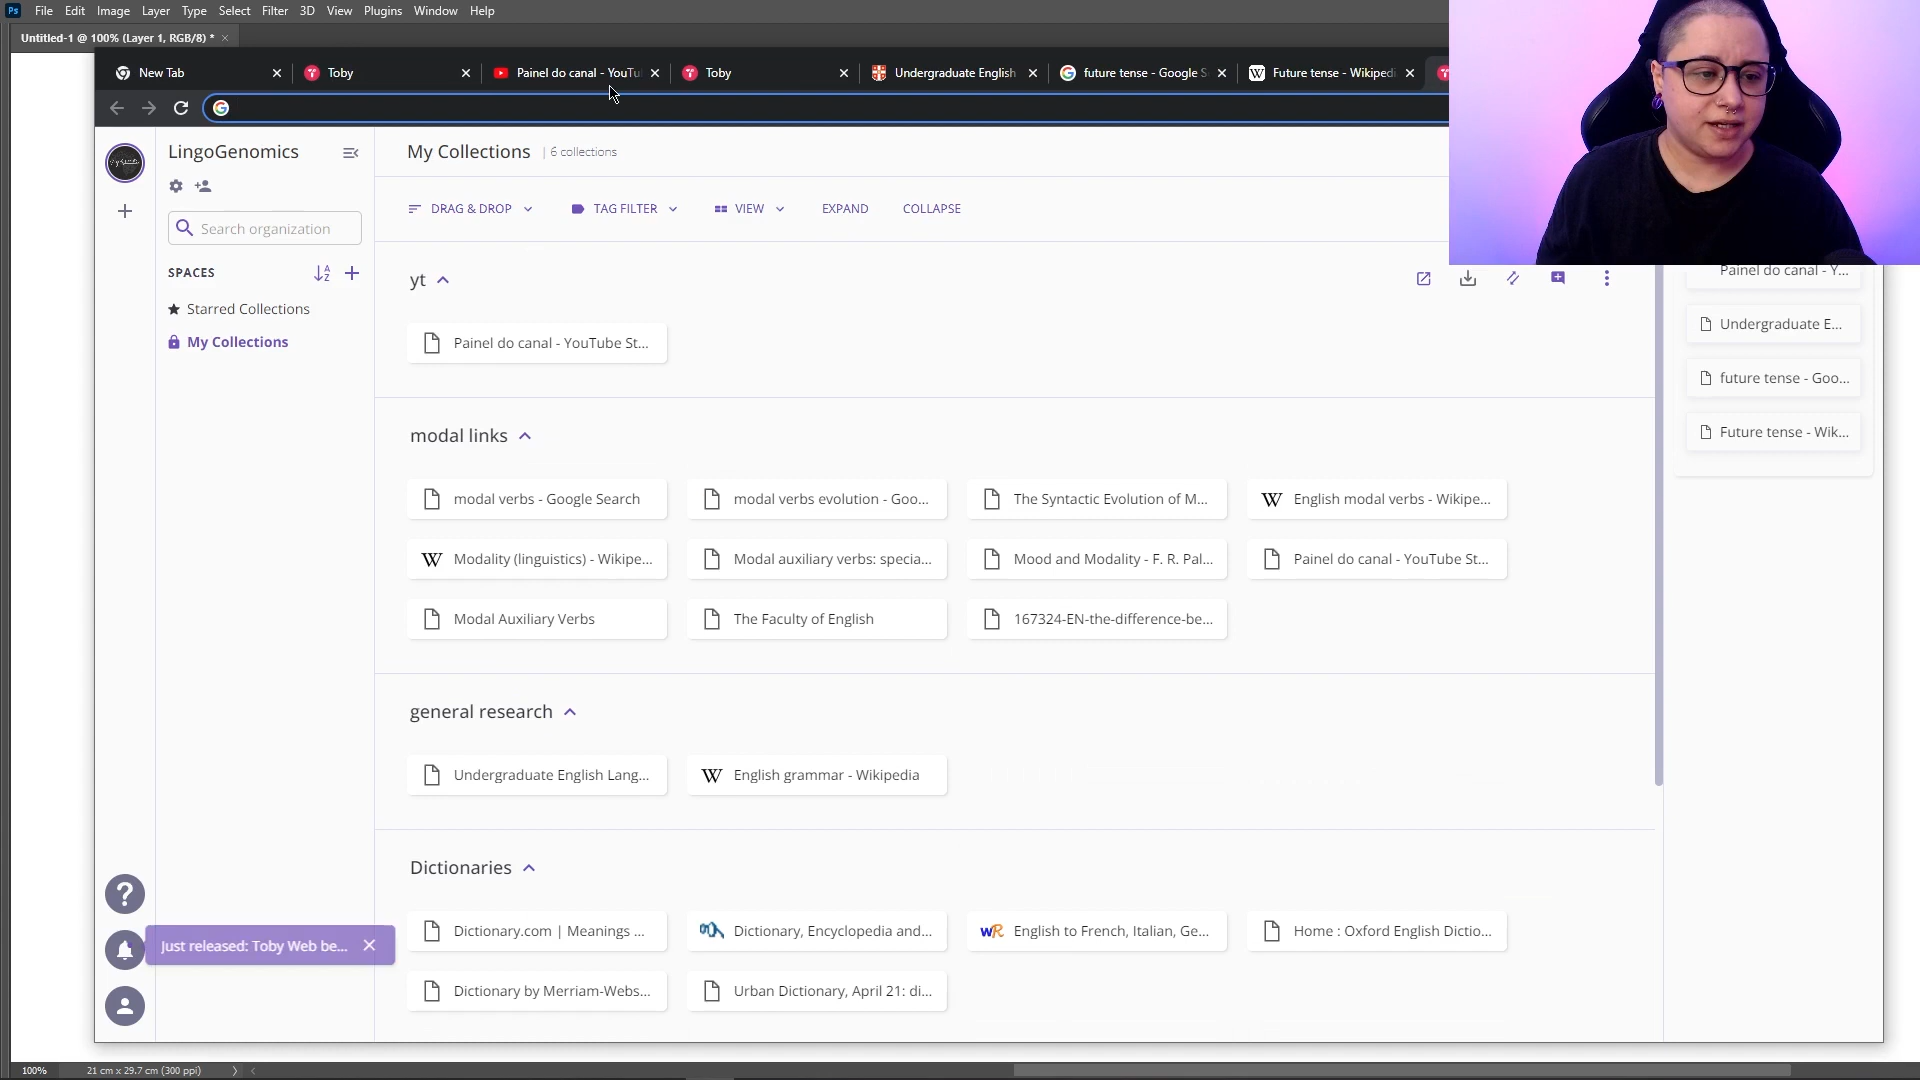 Ps File Edit Image Layer Type Select Filter 3D View Plugins Window Help
Untitled-1 @ 100% (Layer 1, RGB/8) *
New Tab
Toby
Painel do canal - YouTu
Toby
Undergraduate English
future tense - Google S
Future tense - Wikipedi
LingoGenomics
My Collections | 6 collections
DRAG & DROP
TAG FILTER
VIEW
EXPAND
COLLAPSE
Search organization
SPACES
Starred Collections
My Collections
yt
Painel do canal - YouTube St...
modal links
modal verbs - Google Search
modal verbs evolution - Goo...
The Syntactic Evolution of M...
English modal verbs - Wikipe...
Modality (linguistics) - Wikipe...
Modal auxiliary verbs: specia...
Mood and Modality - F. R. Pal...
Painel do canal - YouTube St...
Modal Auxiliary Verbs
The Faculty of English
167324-EN-the-difference-be...
general research
Undergraduate English Lang...
English grammar - Wikipedia
Dictionaries
Dictionary.com | Meanings ...
Dictionary, Encyclopedia and...
English to French, Italian, Ge...
Home : Oxford English Dictio...
Dictionary by Merriam-Webs...
Urban Dictionary, April 21: di...
Painel do canal - Y...
Undergraduate E...
future tense - Goo...
Future tense - Wik...
Just released: Toby Web be...
100%
21 cm x 29.7 cm (300 ppi)